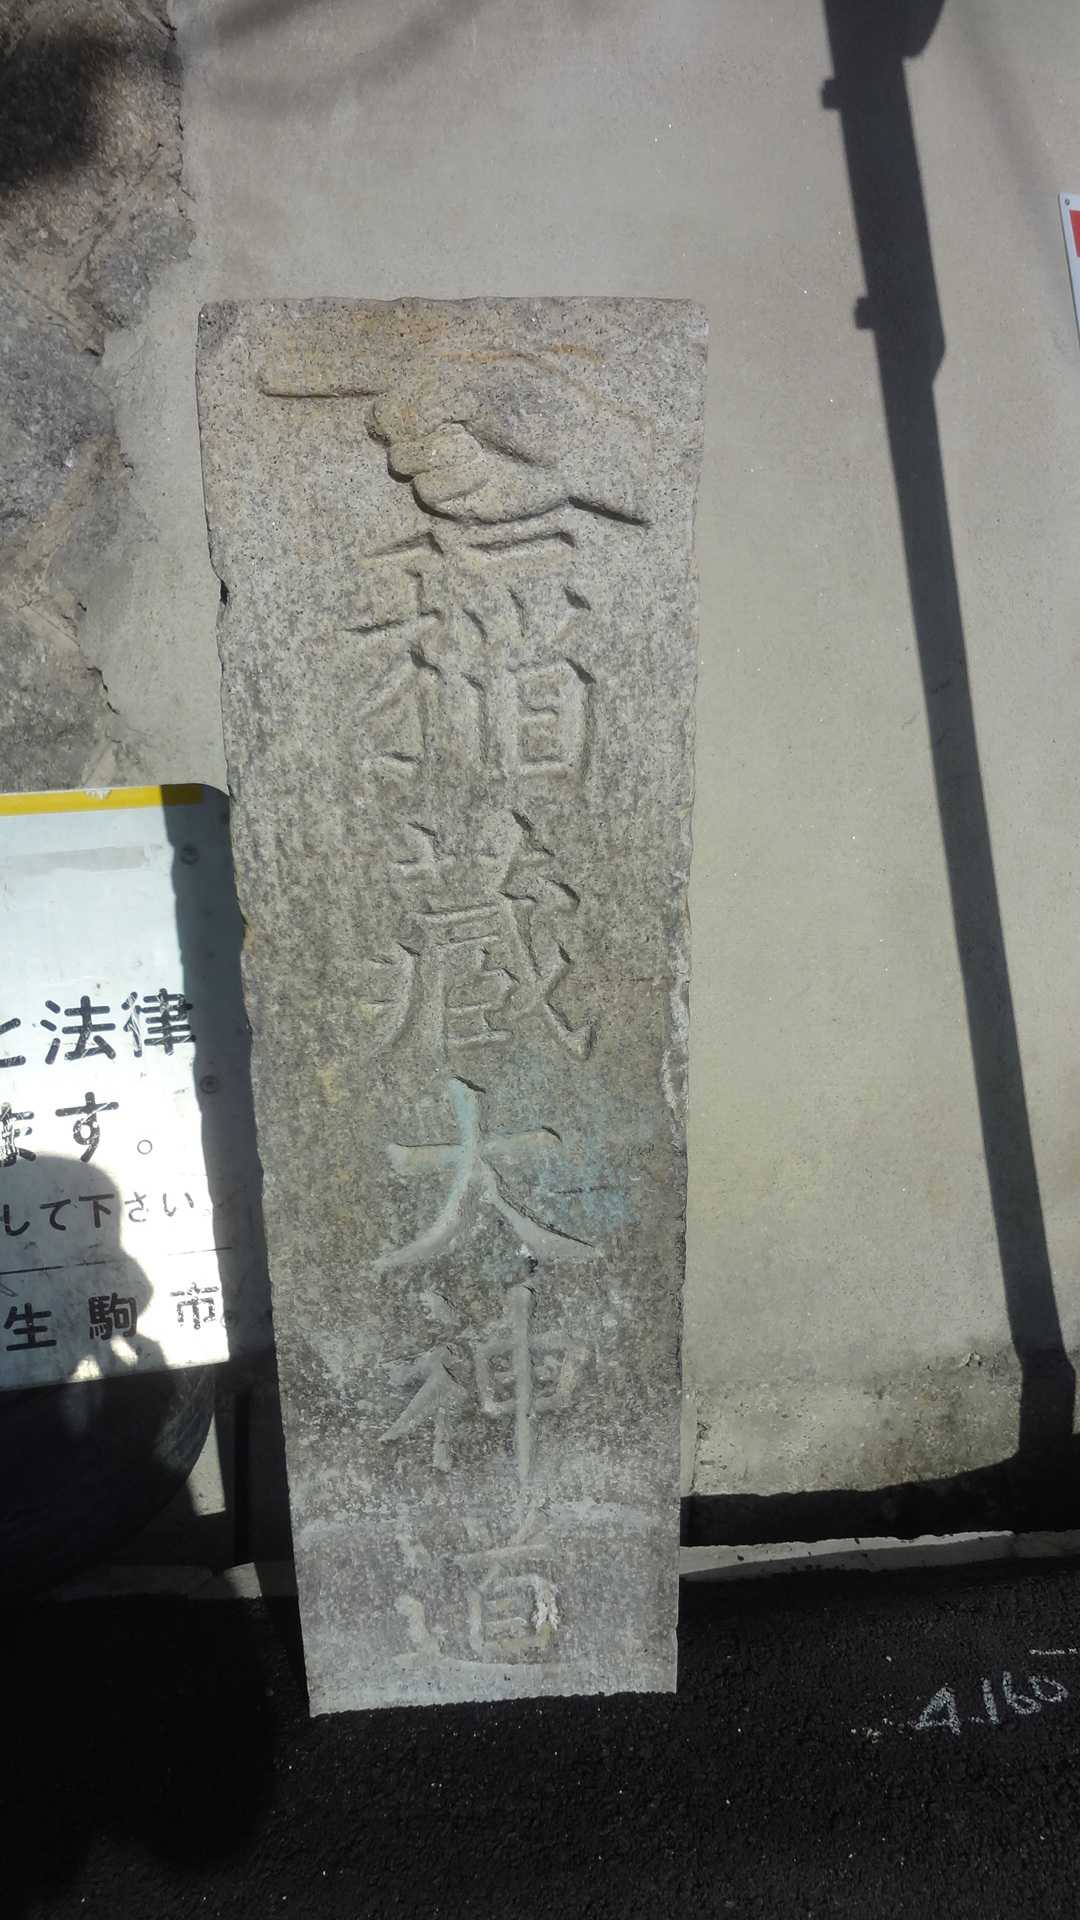 稲蔵大神道
と法律
ます。
して下さい
生駒市
4.160